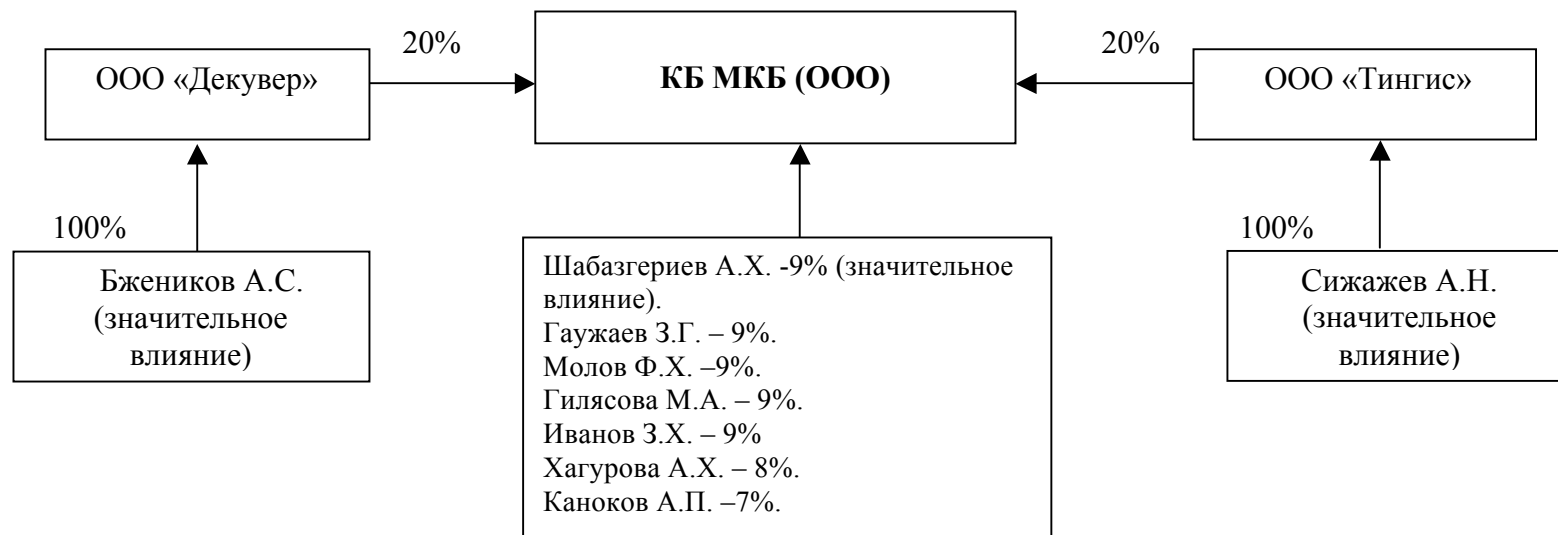 20%
20%
ООО «Декувер»
КБ МКБ (ООО)
ООО «Тингис»
100%
100%
Бжеников А.С.
(значительное
влияние)
Шабазгериев А.Х. -9% (значительное
влияние).
Гаужаев З.Г. – 9%.
Молов Ф.Х. –9%.
Гилясова М.А. – 9%.
Иванов З.Х. – 9%
Хагурова А.Х. – 8%.
Каноков А.П. –7%.
Сижажев А.Н.
(значительное
влияние)